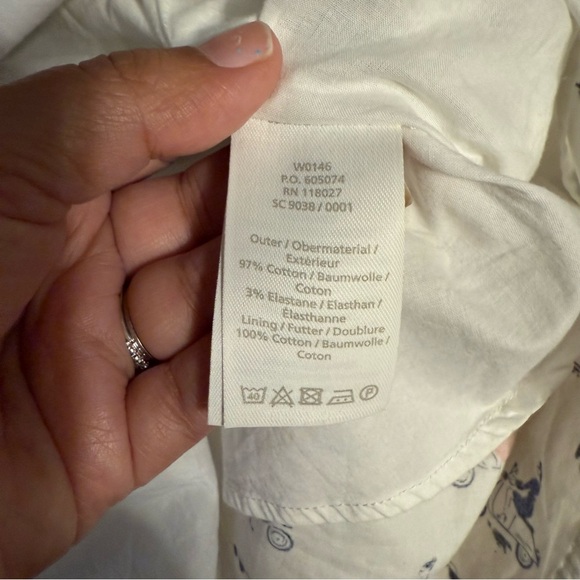 W0146
P.O. 605074
RN 118027
SC 9038 / 0001
Outer / Obermaterial /
Extérieur
97% Cotton / Baumwolle /
Coton
3% Elastane / Elasthan /
Élasthanne
Lining / Futter / Doublure
100% Cotton / Baumwolle /
Coton
40 P